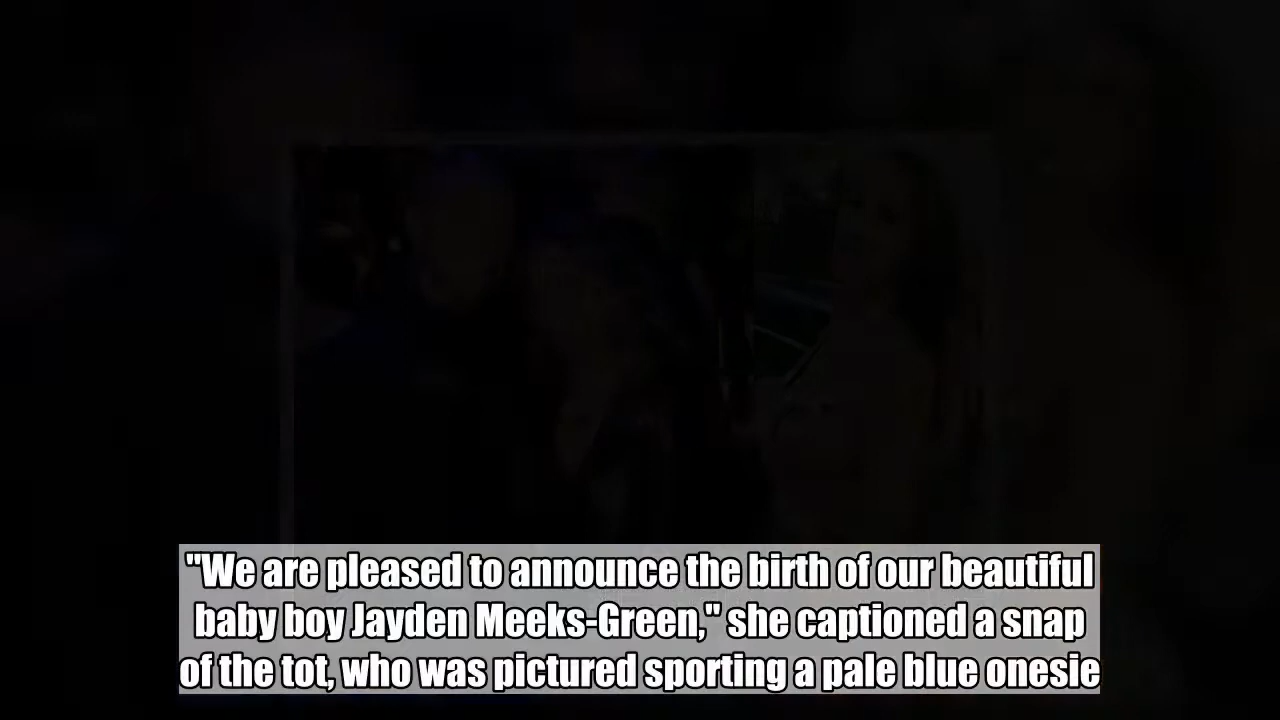 "We are pleased to announce the birth of our beautiful
baby boy Jayden Meeks-Green," she captioned a snap
of the tot, who was pictured sporting a pale blue onesie